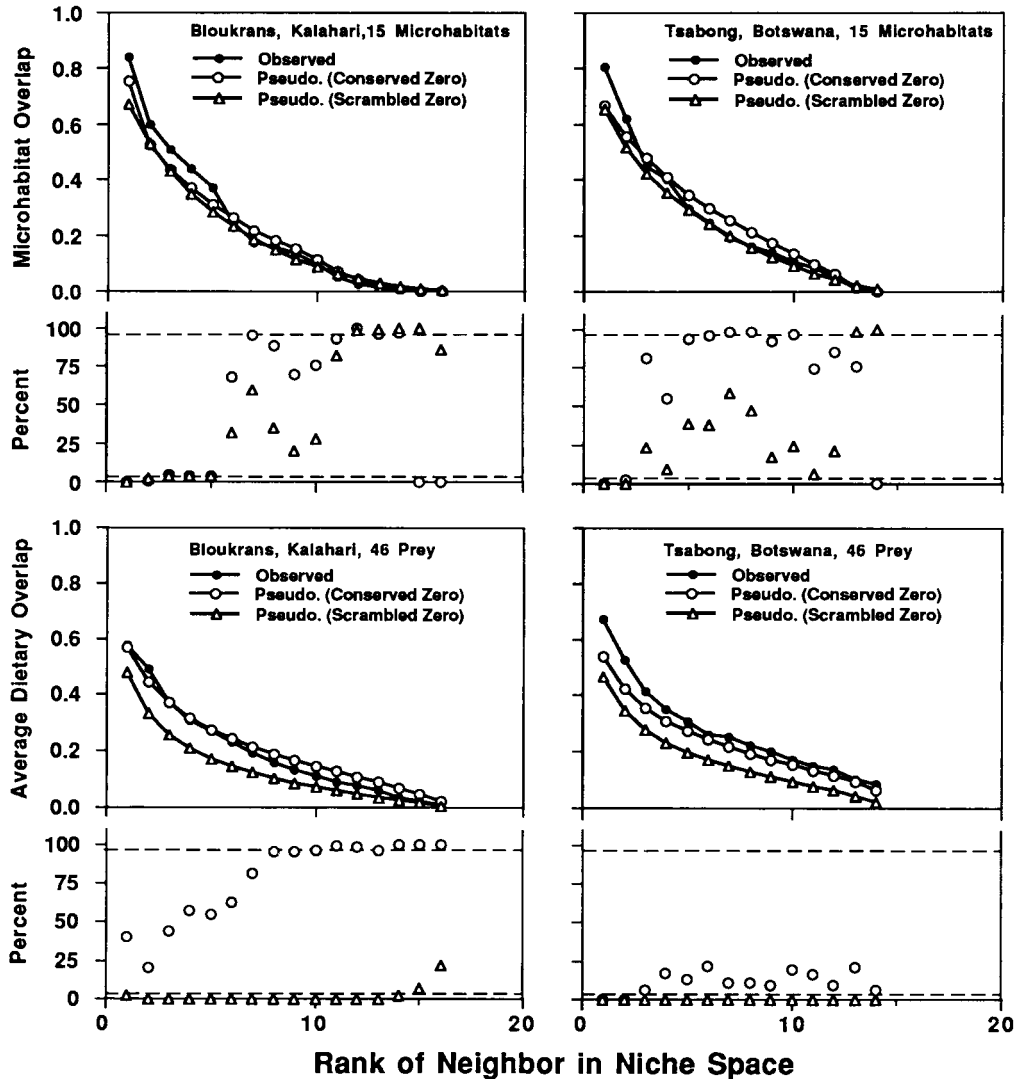 Bloukrans, Kalahari,15 Microhabitats
Observed
Pseudo. (Conserved Zero)
Pseudo. (Scrambled Zero)
Microhabitat Overlap
1.0
0.8
0.6
0.4
0.2
0.0
Tsabong, Botswana, 15 Microhabitats
Observed
Pseudo. (Conserved Zero)
Pseudo. (Scrambled Zero)
Percent
100
75
50
25
0
Bloukrans, Kalahari, 46 Prey
Observed
Pseudo. (Conserved Zero)
Pseudo. (Scrambled Zero)
Average Dietary Overlap
1.0
0.8
0.6
0.4
0.2
0.0
Tsabong, Botswana, 46 Prey
Observed
Pseudo. (Conserved Zero)
Pseudo. (Scrambled Zero)
Percent
100
75
50
25
0
0 10 20
0 10 20
Rank of Neighbor in Niche Space